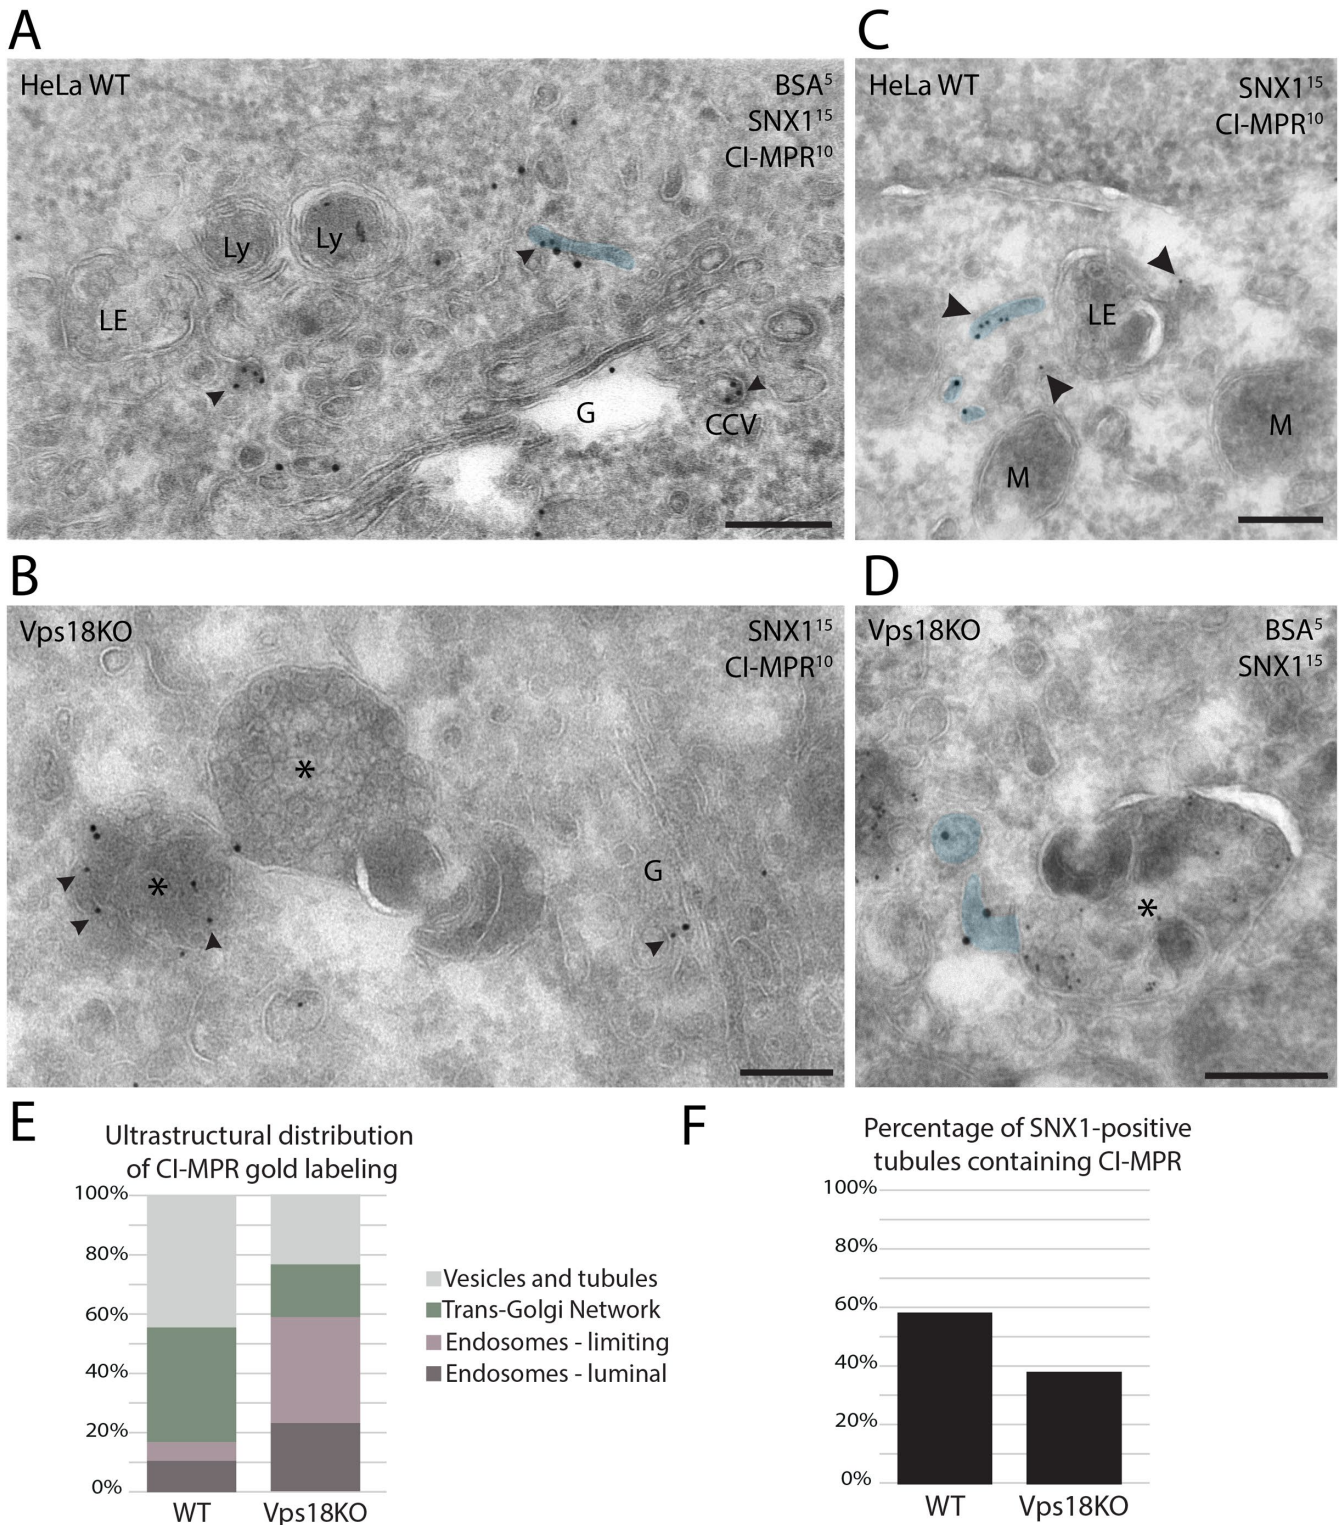 A
HeLa WT
BSA⁵
SNX1¹⁵
CI-MPR¹⁰
Ly
Ly
LE
G
CCV
C
HeLa WT
SNX1¹⁵
CI-MPR¹⁰
LE
M
M
B
Vps18KO
SNX1¹⁵
CI-MPR¹⁰
*
*
G
D
Vps18KO
BSA⁵
SNX1¹⁵
*
E
Ultrastructural distribution
of CI-MPR gold labeling
100%
80%
60%
40%
20%
0%
WT
Vps18KO
Vesicles and tubules
Trans-Golgi Network
Endosomes - limiting
Endosomes - luminal
F
Percentage of SNX1-positive
tubules containing CI-MPR
100%
80%
60%
40%
20%
0%
WT
Vps18KO